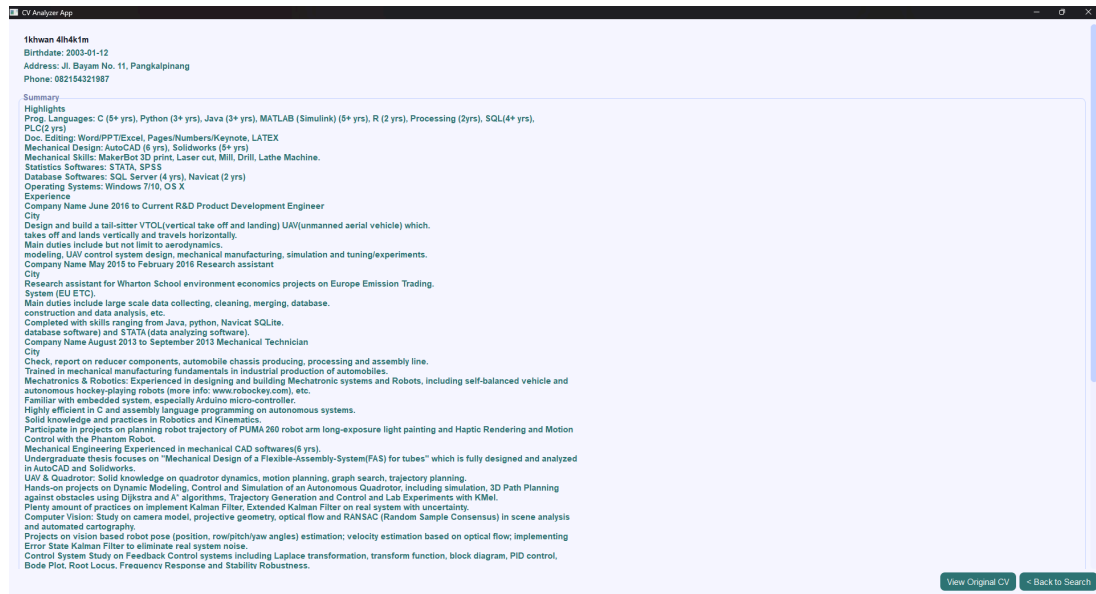 CV Analyzer App
1khwan 4lh4k1m
Birthdate: 2003-01-12
Address: Jl. Bayam No. 11, Pangkalpinang
Phone: 082154321987
Summary
Highlights
Prog. Languages: C (5+ yrs), Python (3+ yrs), Java (3+ yrs), MATLAB (Simulink) (5+ yrs), R (2 yrs), Processing (2yrs), SQL(4+ yrs),
PLC(2 yrs)
Doc. Editing: Word/PPT/Excel, Pages/Numbers/Keynote, LATEX
Mechanical Design: AutoCAD (6 yrs), Solidworks (5+ yrs)
Mechanical Skills: MakerBot 3D print, Laser cut, Mill, Drill, Lathe Machine.
Statistics Softwares: STATA, SPSS
Database Softwares: SQL Server (4 yrs), Navicat (2 yrs)
Operating Systems: Windows 7/10, OS X
Experience
Company Name June 2016 to Current R&D Product Development Engineer
City
Design and build a tail-sitter VTOL(vertical take off and landing) UAV(unmanned aerial vehicle) which.
takes off and lands vertically and travels horizontally.
Main duties include but not limit to aerodynamics.
modeling, UAV control system design, mechanical manufacturing, simulation and tuning/experiments.
Company Name May 2015 to February 2016 Research assistant
City
Research assistant for Wharton School environment economics projects on Europe Emission Trading.
System (EU ETC).
Main duties include large scale data collecting, cleaning, merging, database.
construction and data analysis, etc.
Completed with skills ranging from Java, python, Navicat SQLite.
database software) and STATA (data analyzing software).
Company Name August 2013 to September 2013 Mechanical Technician
City
Check, report on reducer components, automobile chassis producing, processing and assembly line.
Trained in mechanical manufacturing fundamentals in industrial production of automobiles.
Mechatronics & Robotics: Experienced in designing and building Mechatronic systems and Robots, including self-balanced vehicle and
autonomous hockey-playing robots (more info: www.robockey.com), etc.
Familiar with embedded system, especially Arduino micro-controller.
Highly efficient in C and assembly language programming on autonomous systems.
Solid knowledge and practices in Robotics and Kinematics.
Participate in projects on planning robot trajectory of PUMA 260 robot arm long-exposure light painting and Haptic Rendering and Motion
Control with the Phantom Robot.
Mechanical Engineering Experienced in mechanical CAD softwares(6 yrs).
Undergraduate thesis focuses on "Mechanical Design of a Flexible-Assembly-System(FAS) for tubes" which is fully designed and analyzed
in AutoCAD and Solidworks.
UAV & Quadrotor: Solid knowledge on quadrotor dynamics, motion planning, graph search, trajectory planning.
Hands-on projects on Dynamic Modeling, Control and Simulation of an Autonomous Quadrotor, including simulation, 3D Path Planning
against obstacles using Dijkstra and A* algorithms, Trajectory Generation and Control and Lab Experiments with KMel.
Plenty amount of practices on implement Kalman Filter, Extended Kalman Filter on real system with uncertainty.
Computer Vision: Study on camera model, projective geometry, optical flow and RANSAC (Random Sample Consensus) in scene analysis
and automated cartography.
Projects on vision based robot pose (position, row/pitch/yaw angles) estimation; velocity estimation based on optical flow; implementing
Error State Kalman Filter to eliminate real system noise.
Control System Study on Feedback Control systems including Laplace transformation, transform function, block diagram, PID control,
Bode Plot, Root Locus, Frequency Response and Stability Robustness.
View Original CV
< Back to Search